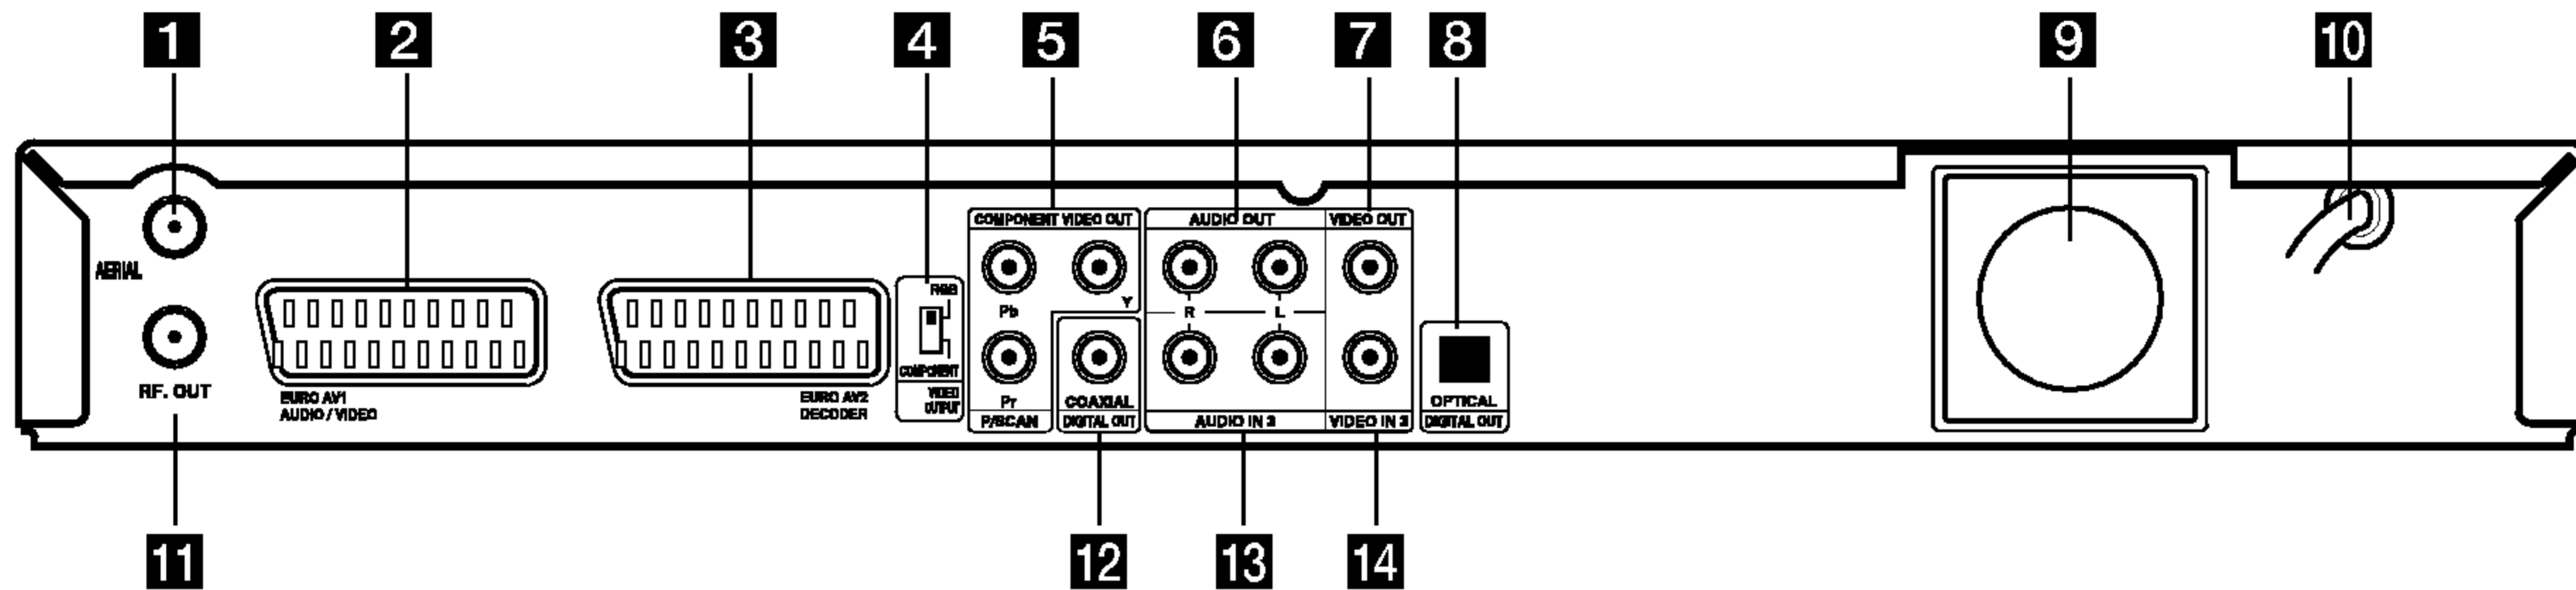 1 2 3 4 5 6 7 8 9 10
COMPONENT VIDEO OUT AUDIO OUT VIDEO OUT
AERIAL
RGB
Y
Pb R L
COMPONENT
RF. OUT
EURO AV1 EURO AV2 VIDEO Pr COAXIAL OPTICAL
AUDIO / VIDEO DECODER OUTPUT P/SCAN DIGITAL OUT AUDIO IN 3 VIDEO IN 3 DIGITAL OUT
11 12 13 14